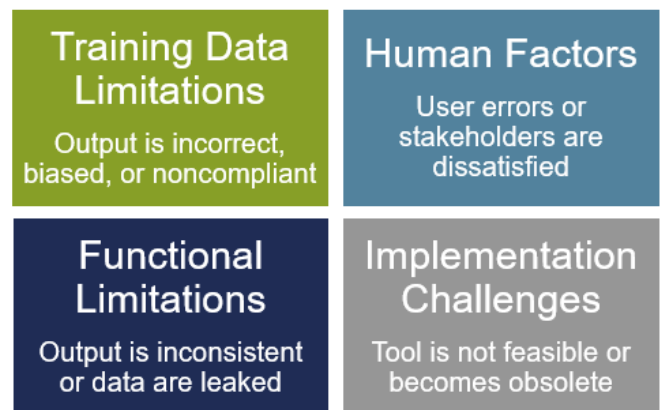 Training Data
Limitations
Output is incorrect,
biased, or noncompliant
Human Factors
User errors or
stakeholders are
dissatisfied
Functional
Limitations
Output is inconsistent
or data are leaked
Implementation
Challenges
Tool is not feasible or
becomes obsolete